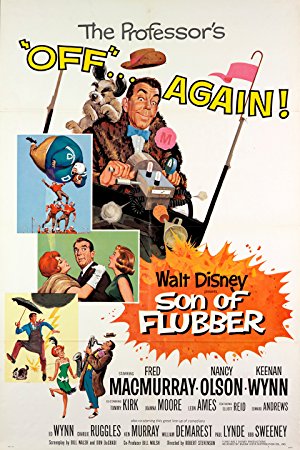 The Professor's
"OFF"... AGAIN!
Walt Disney
presents
SON OF
FLUBBER
STARRING
FRED
MACMURRAY
NANCY
OLSON
KEENAN
WYNN
CO-STARRING
TOMMY KIRK
JOANNA MOORE
LEON AMES
ELLIOTT REID
EDWARD ANDREWS
ED WYNN
CHARLIE RUGGLES
KEN MURRAY
WILLIAM DEMAREST
PAUL LYNDE
BOB SWEENEY
Screenplay by BILL WALSH and DON DaGRADI
Co-Producer BILL WALSH
Directed by ROBERT STEVENSON